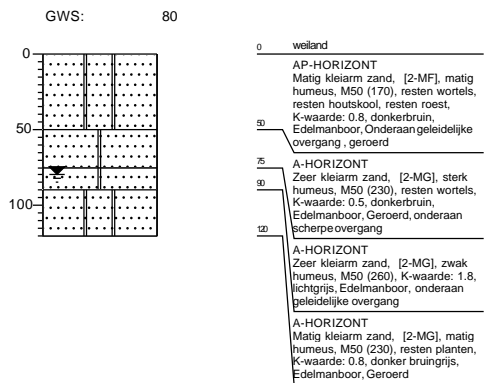 GWS: 80
0
50
100
0 weiland
AP-HORIZONT
Matig kleiarm zand, [2-MF], matig
humeus, M50 (170), resten wortels,
resten houtskool, resten roest,
K-waarde: 0.8, donkerbruin,
Edelmanboor, Onderaan geleidelijke
overgang , geroerd
50
A-HORIZONT
Zeer kleiarm zand, [2-MG], sterk
humeus, M50 (230), resten wortels,
K-waarde: 0.5, donkerbruin,
Edelmanboor, Geroerd, onderaan
scherpe overgang
75
A-HORIZONT
Zeer kleiarm zand, [2-MG], zwak
humeus, M50 (260), K-waarde: 1.8,
lichtgrijs, Edelmanboor, onderaan
geleidelijke overgang
90
A-HORIZONT
Matig kleiarm zand, [2-MG], matig
humeus, M50 (230), resten planten,
K-waarde: 0.8, donker bruingrijs,
Edelmanboor, Geroerd
120